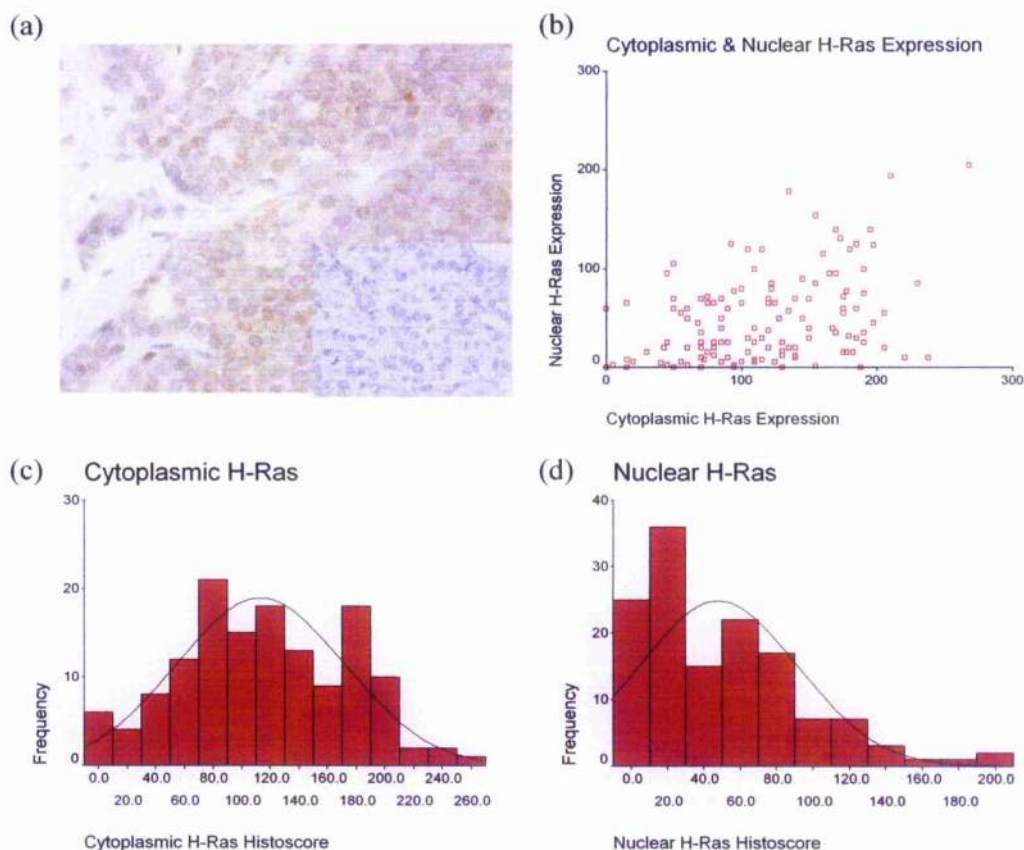 (a)
(b)
Cytoplasmic & Nuclear H-Ras Expression
300
200
100
0
Nuclear H-Ras Expression
0 100 200 300
Cytoplasmic H-Ras Expression
(c) Cytoplasmic H-Ras
30
20
10
0
Frequency
0.0 40.0 80.0 120.0 160.0 200.0 240.0
20.0 60.0 100.0 140.0 180.0 220.0 260.0
Cytoplasmic H-Ras Histoscore
(d) Nuclear H-Ras
40
30
20
10
0
Frequency
0.0 40.0 80.0 120.0 160.0 200.0
20.0 60.0 100.0 140.0 180.0
Nuclear H-Ras Histoscore